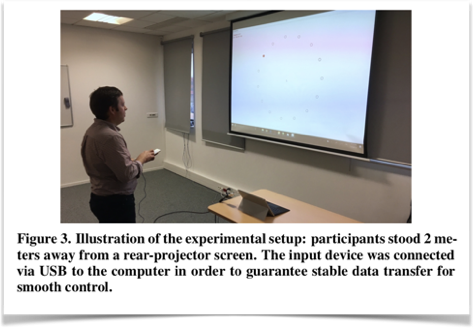 Figure 3. Illustration of the experimental setup: participants stood 2 me-
ters away from a rear-projector screen. The input device was connected
via USB to the computer in order to guarantee stable data transfer for
smooth control.